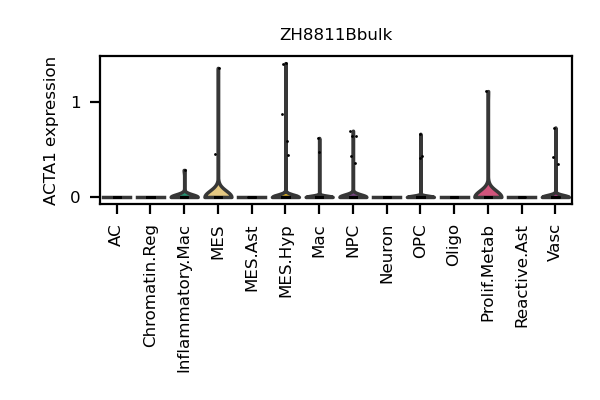 ZH8811Bbulk
ACTA1 expression
1
0
AC
Chromatin.Reg
Inflammatory.Mac
MES
MES.Ast
MES.Hyp
Mac
NPC
Neuron
OPC
Oligo
Prolif.Metab
Reactive.Ast
Vasc